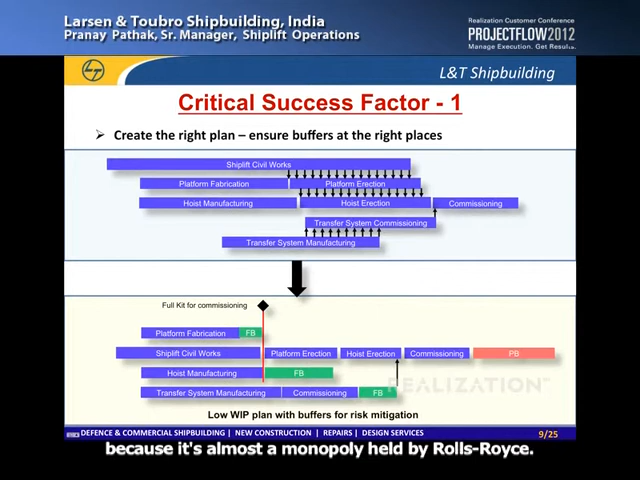 Larsen & Toubro Shipbuilding, India
Pranay Pathak, Sr. Manager, Shiplift Operations
Realization Customer Conference
PROJECTFLOW2012
Manage Execution. Get Results.
L&T Shipbuilding
Critical Success Factor - 1
Create the right plan – ensure buffers at the right places
Shiplift Civil Works
Platform Fabrication Platform Erection
Hoist Manufacturing Hoist Erection Commissioning
Transfer System Commissioning
Transfer System Manufacturing
Full Kit for commissioning
Platform Fabrication FB
Shiplift Civil Works Platform Erection Hoist Erection Commissioning PB
Hoist Manufacturing FB
Transfer System Manufacturing Commissioning FB
REALIZATION™
Low WIP plan with buffers for risk mitigation
DEFENCE & COMMERCIAL SHIPBUILDING | NEW CONSTRUCTION | REPAIRS | DESIGN SERVICES 9/25
because it's almost a monopoly held by Rolls-Royce.